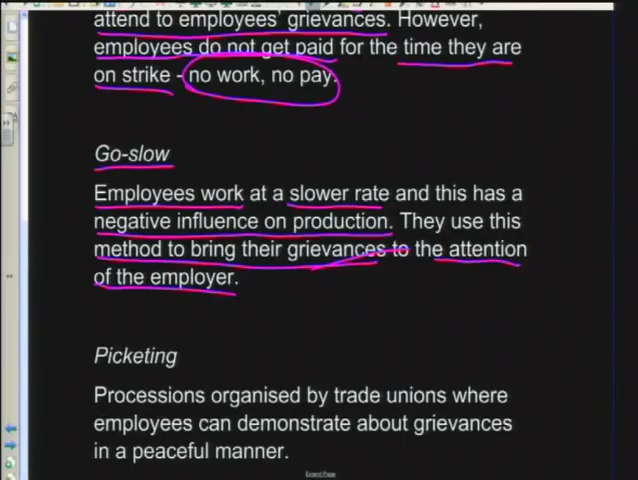 attend to employees' grievances. However,
employees do not get paid for the time they are
on strike - no work, no pay.
Go-slow
Employees work at a slower rate and this has a
negative influence on production. They use this
method to bring their grievances to the attention
of the employer.
Picketing
Processions organised by trade unions where
employees can demonstrate about grievances
in a peaceful manner.
Extend Page